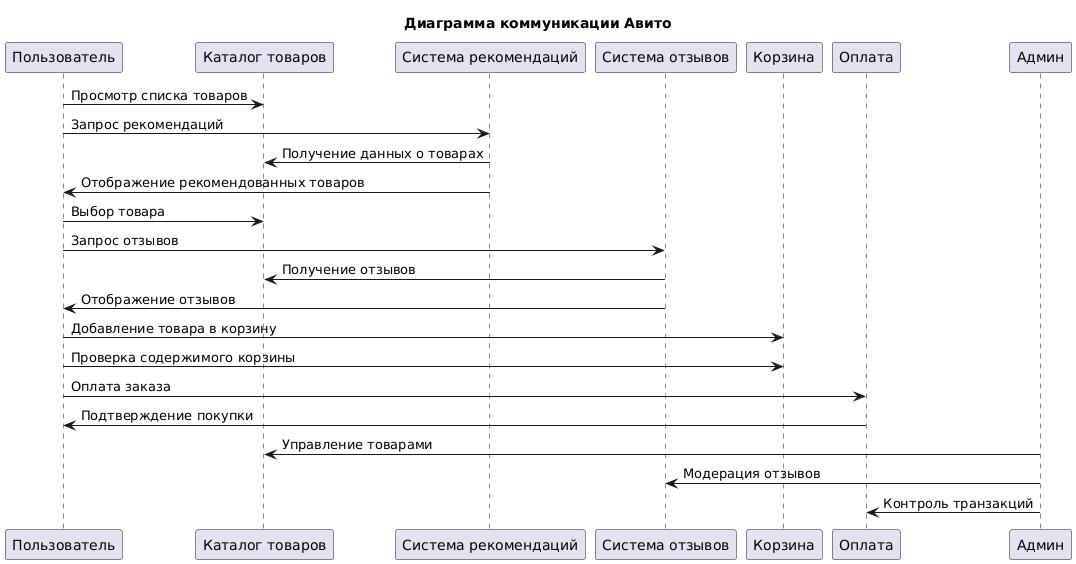 Диаграмма коммуникации Авито
Пользователь Каталог товаров Система рекомендаций Система отзывов Корзина Оплата Админ
Просмотр списка товаров
Запрос рекомендаций
Получение данных о товарах
Отображение рекомендованных товаров
Выбор товара
Запрос отзывов
Получение отзывов
Отображение отзывов
Добавление товара в корзину
Проверка содержимого корзины
Оплата заказа
Подтверждение покупки
Управление товарами
Модерация отзывов
Контроль транзакций
Пользователь Каталог товаров Система рекомендаций Система отзывов Корзина Оплата Админ